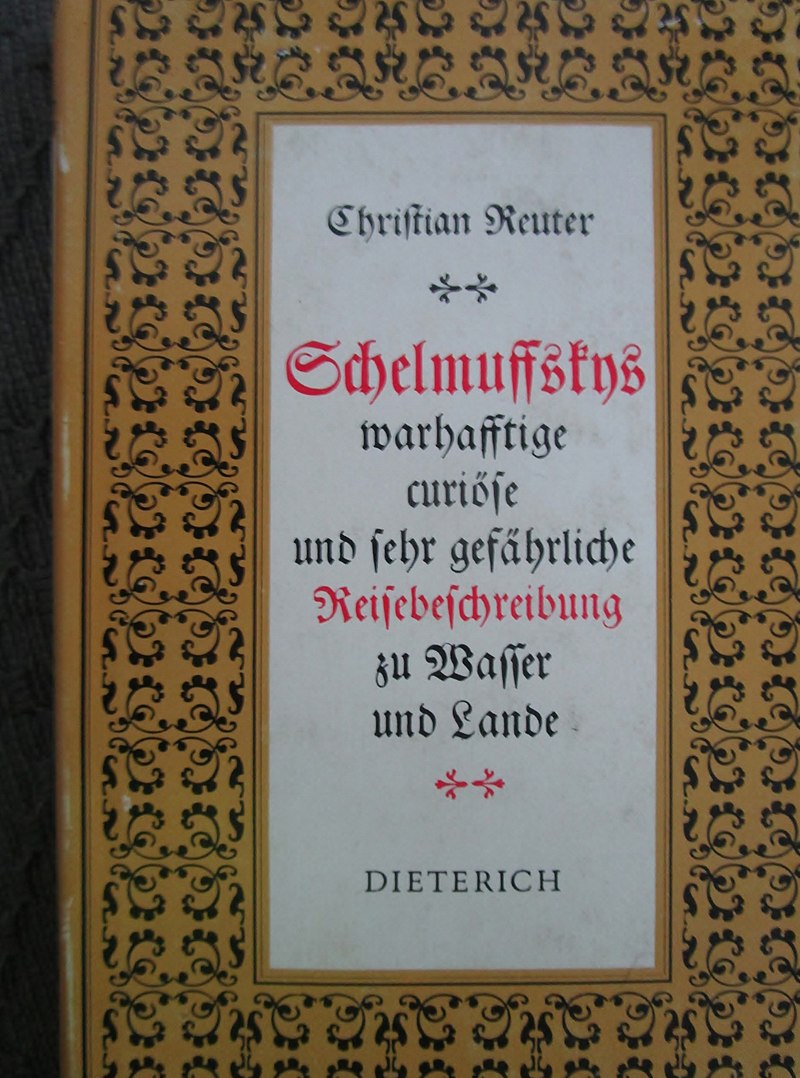 Christian Reuter
Schelmuffskys
warhafftige
curiöse
und sehr gefährliche
Reisebeschreibung
zu Wasser
und Lande
DIETERICH